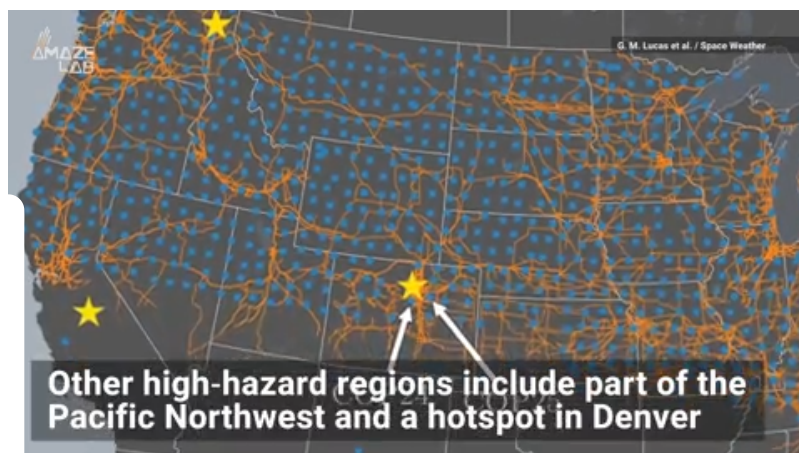 AMAZE
LAB
G. M. Lucas et al. / Space Weather
Other high-hazard regions include part of the
Pacific Northwest and a hotspot in Denver